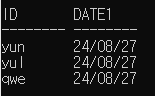 ID DATE1
-------- --------
yun 24/08/27
yul 24/08/27
qwe 24/08/27